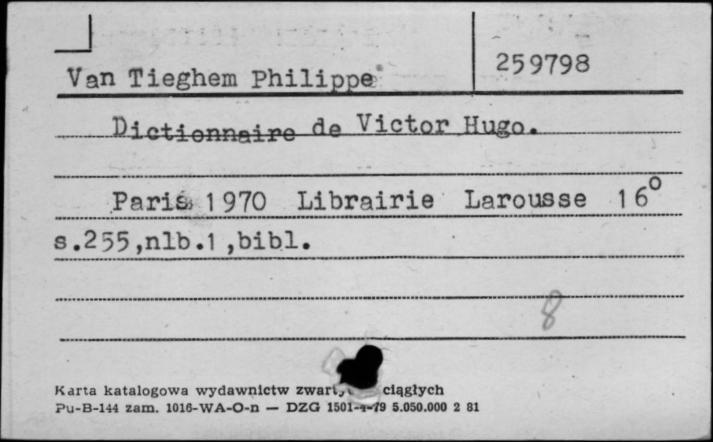 259798
Van Tieghem Philippe
Dictionnaire de Victor Hugo.
Paris 1970 Librairie Larousse 16°
s.255,nlb.1,bibl.
8
Karta katalogowa wydawnictw ciągłych
Pu-B-144 zam. 1016-WA-O-n — DZG 1501-4-79 5.050.000 2 81